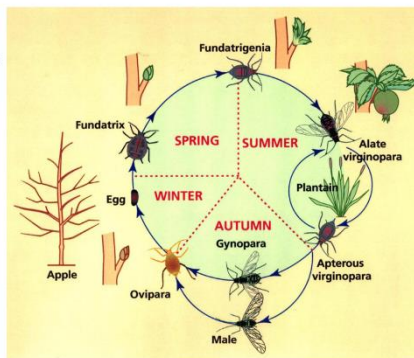 Fundatrigenia
Fundatrix
SPRING
SUMMER
Alate
virginopara
Plantain
Egg
WINTER
AUTUMN
Gynopara
Apterous
virginopara
Apple
Ovipara
Male